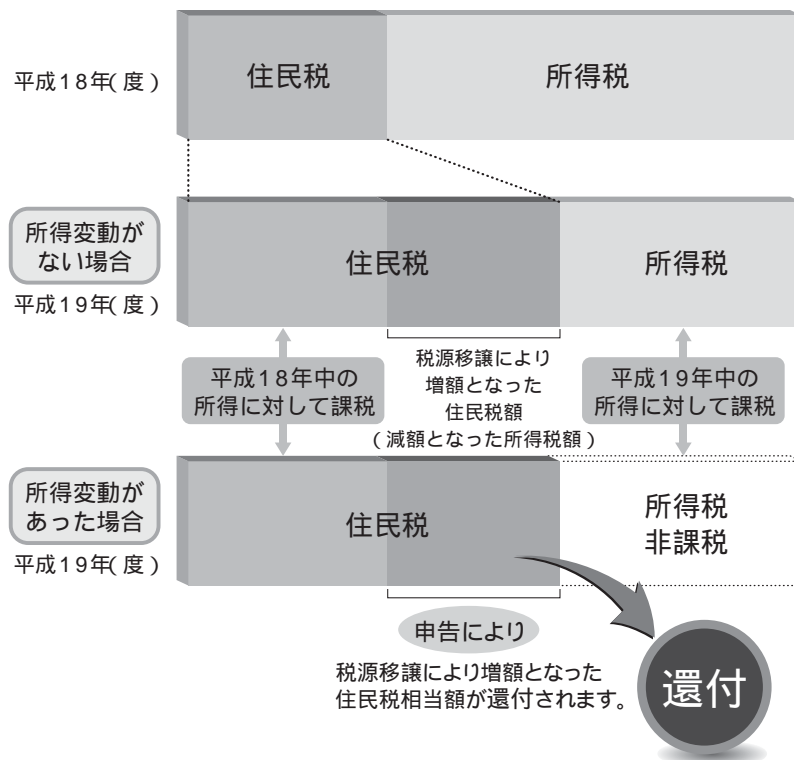 平成18年(度)
住民税
所得税
所得変動が
ない場合
平成19年(度)
住民税
所得税
平成18年中の
所得に対して課税
税源移譲により
増額となった
住民税額
(減額となった所得税額)
平成19年中の
所得に対して課税
所得変動が
あった場合
平成19年(度)
住民税
所得税
非課税
申告により
税源移譲により増額となった
住民税相当額が還付されます。
還付